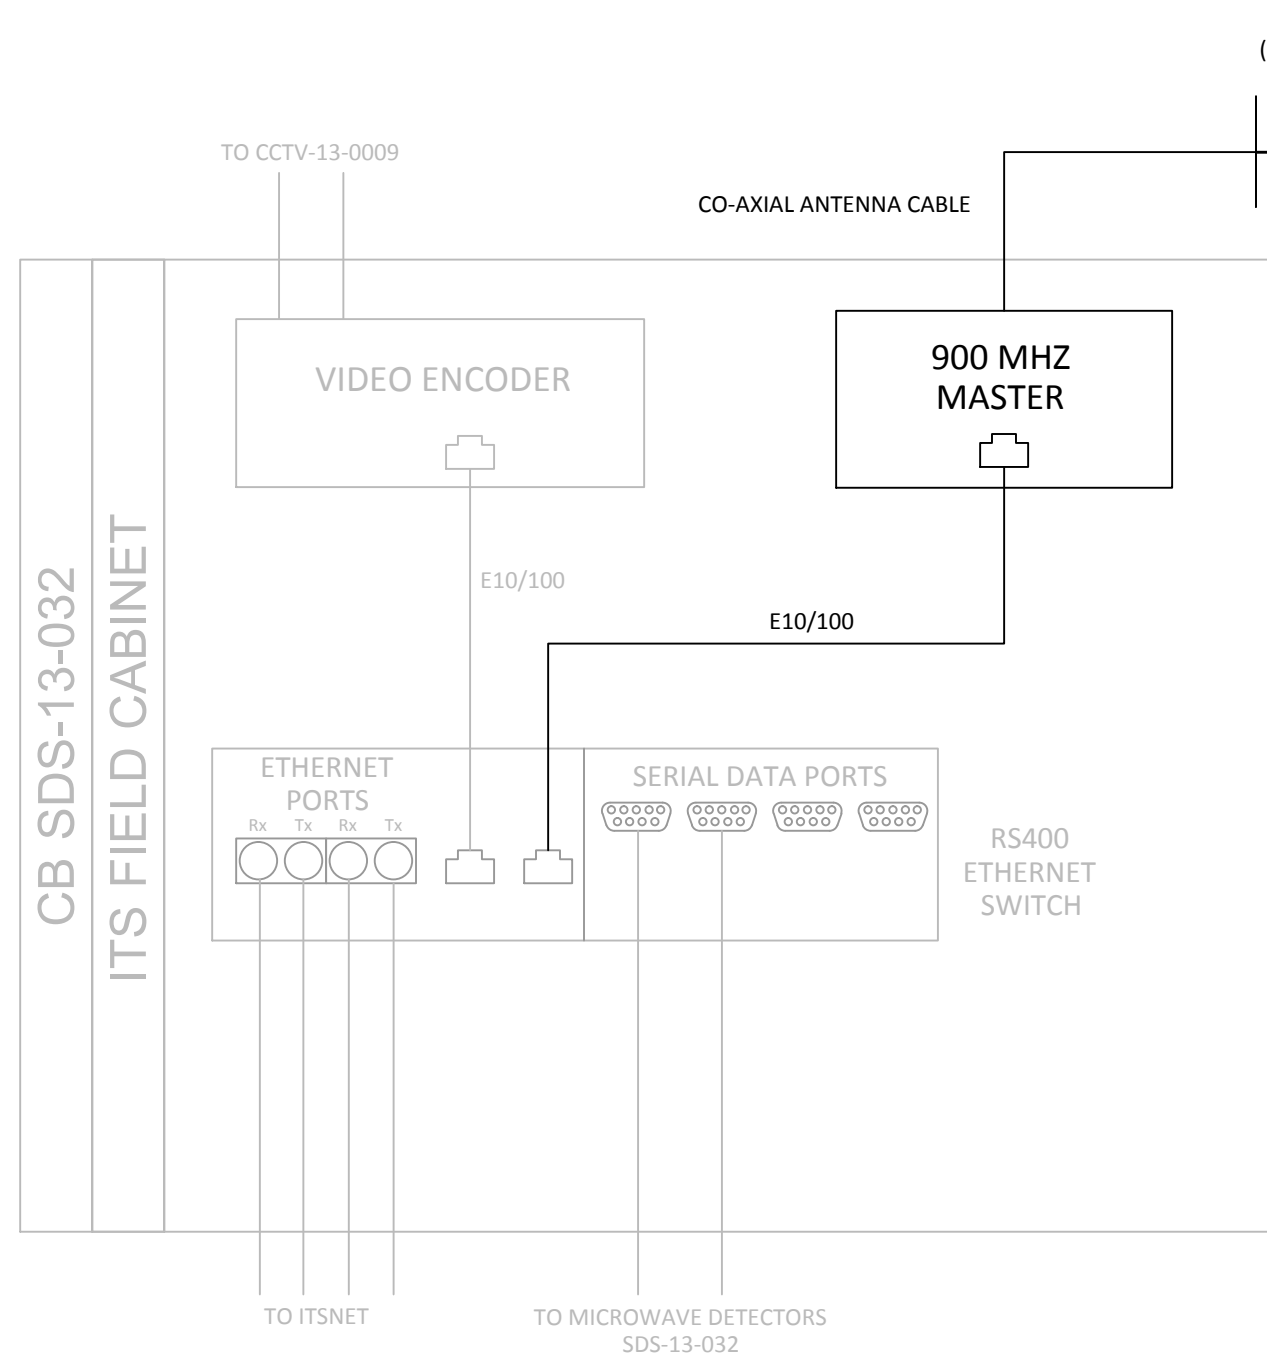 (
TO CCTV-13-0009
CO-AXIAL ANTENNA CABLE
VIDEO ENCODER
900 MHZ
MASTER
E10/100
E10/100
CB SDS-13-032
ITS FIELD CABINET
ETHERNET
PORTS
Rx Tx Rx Tx
SERIAL DATA PORTS
RS400
ETHERNET
SWITCH
TO ITSNET
TO MICROWAVE DETECTORS
SDS-13-032